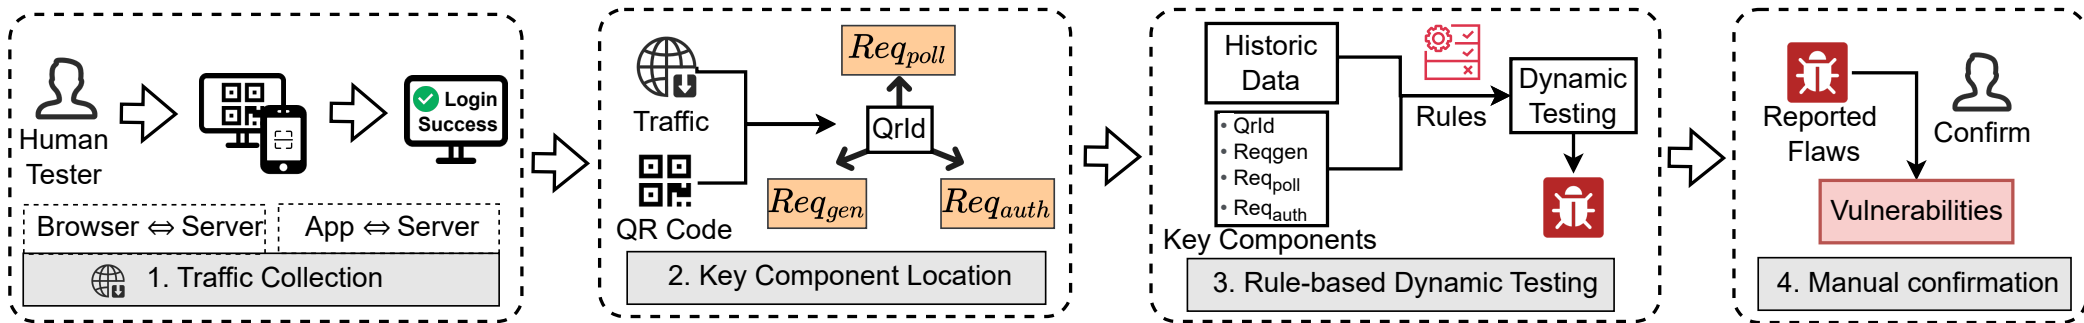 Human
Tester
Login
Success
Browser ⇔ Server
App ⇔ Server
1. Traffic Collection
Traffic
QR Code
Req_poll
QrId
Req_gen
Req_auth
2. Key Component Location
Historic
Data
• QrId
• Reqgen
• Req_poll
• Req_auth
Key Components
Rules
Dynamic
Testing
3. Rule-based Dynamic Testing
Reported
Flaws
Confirm
Vulnerabilities
4. Manual confirmation